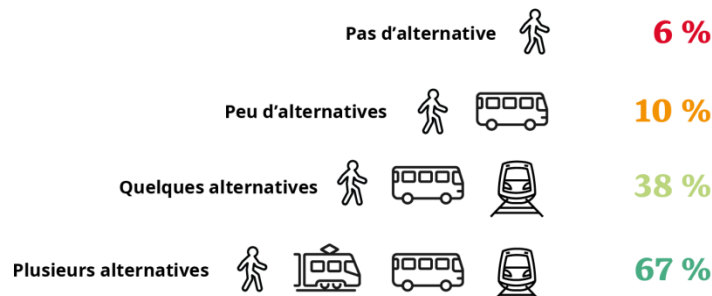 Pas d’alternative 6 %
Peu d’alternatives 10 %
Quelques alternatives 38 %
Plusieurs alternatives 67 %